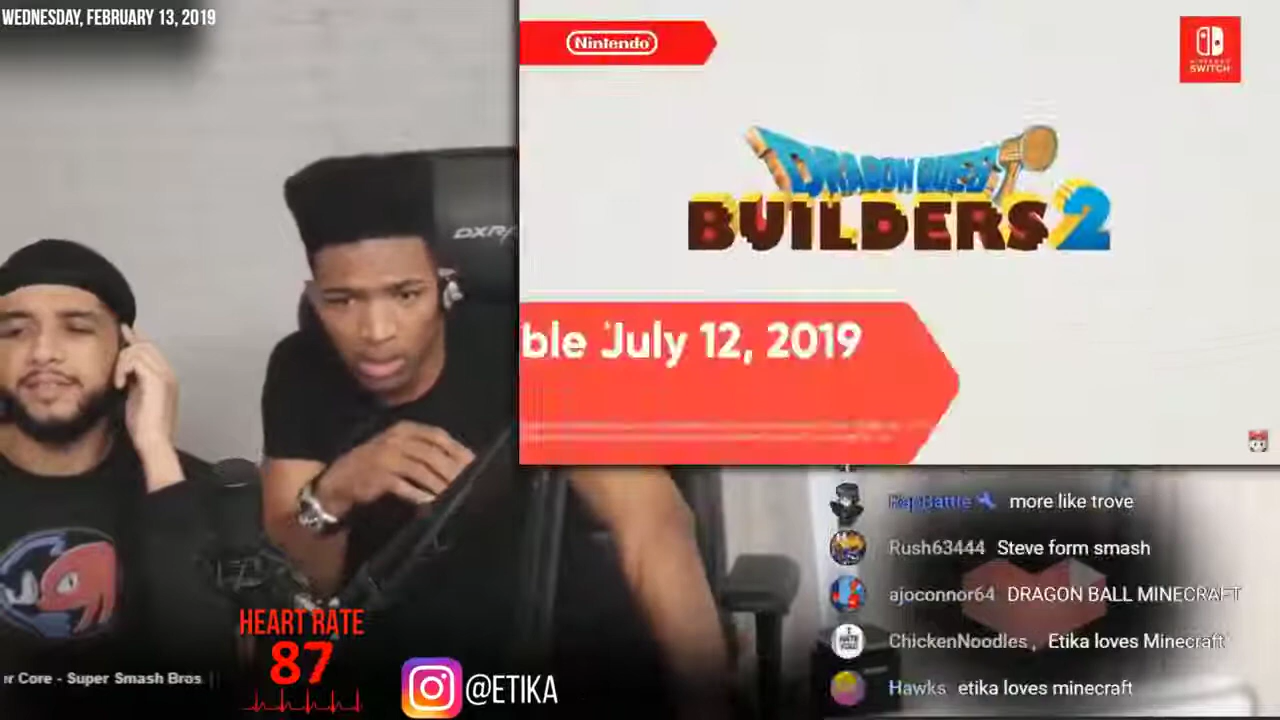 WEDNESDAY, FEBRUARY 13, 2019
Nintendo
NINTENDO
SWITCH
DRAGON QUEST
BUILDERS 2
ble July 12, 2019
more like trove
Rush63444 Steve form smash
ajoconnor64 DRAGON BALL MINECRAFT
ChickenNoodles , Etika loves Minecraft
Hawks etika loves minecraft
HEART RATE
87
er Core - Super Smash Bros
@ETIKA